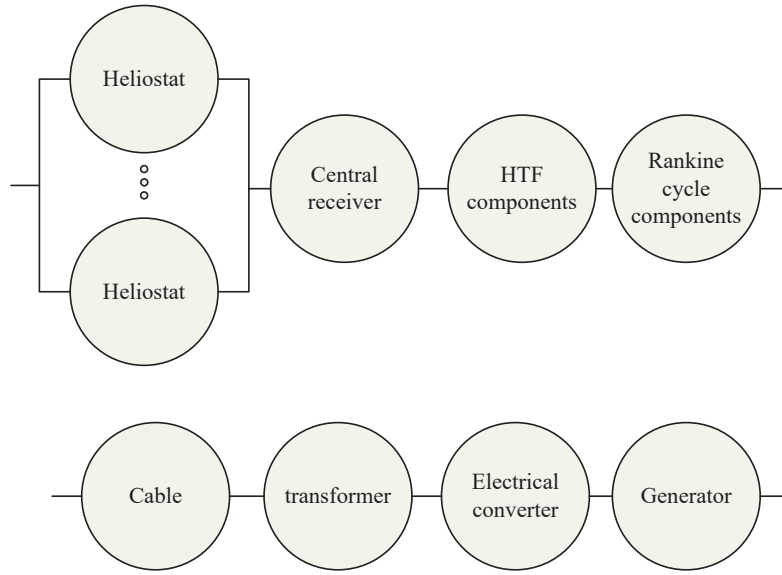 Heliostat
Heliostat
Central
receiver
HTF
components
Rankine
cycle
components
Cable
transformer
Electrical
converter
Generator